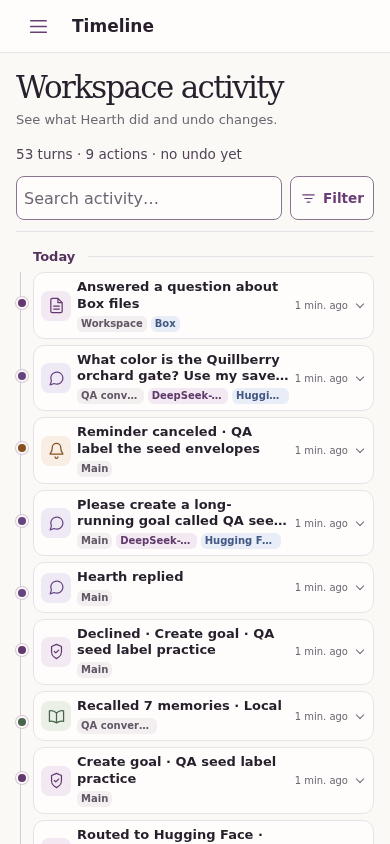 Timeline
Workspace activity
See what Hearth did and undo changes.
53 turns · 9 actions · no undo yet
Search activity…
Filter
Today
Answered a question about
Box files
1 min. ago
Workspace
Box
What color is the Quillberry
orchard gate? Use my save…
1 min. ago
QA conv…
DeepSeek-…
Huggi…
Reminder canceled · QA
label the seed envelopes
1 min. ago
Main
Please create a long-
running goal called QA see…
1 min. ago
Main
DeepSeek-…
Hugging F…
Hearth replied
1 min. ago
Main
Declined · Create goal · QA
seed label practice
1 min. ago
Main
Recalled 7 memories · Local
1 min. ago
QA conver…
Create goal · QA seed label
practice
1 min. ago
Main
Routed to Hugging Face ·